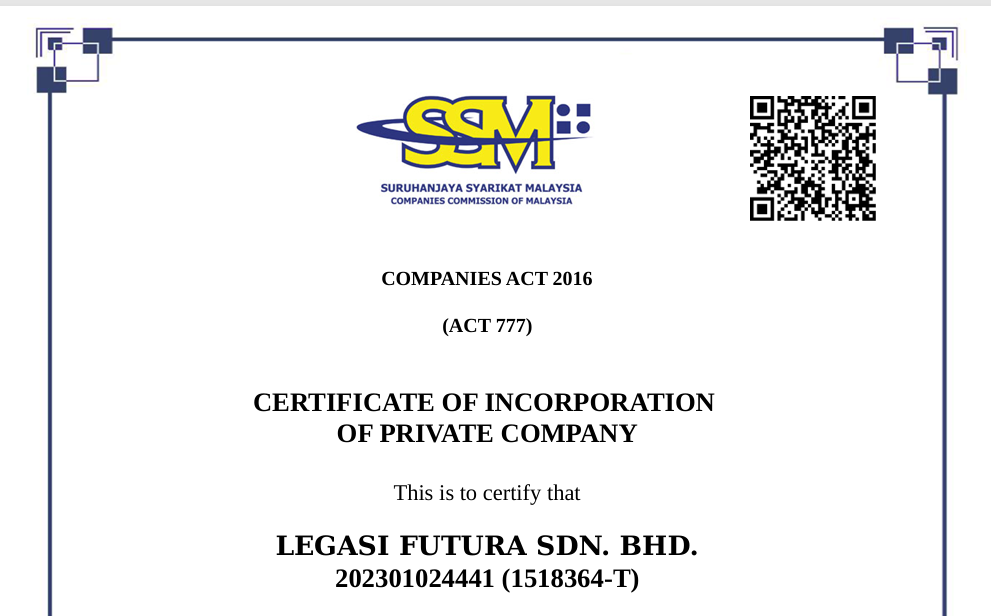 SSM
SURUHANJAYA SYARIKAT MALAYSIA
COMPANIES COMMISSION OF MALAYSIA
COMPANIES ACT 2016
(ACT 777)
CERTIFICATE OF INCORPORATION
OF PRIVATE COMPANY
This is to certify that
LEGASI FUTURA SDN. BHD.
202301024441 (1518364-T)